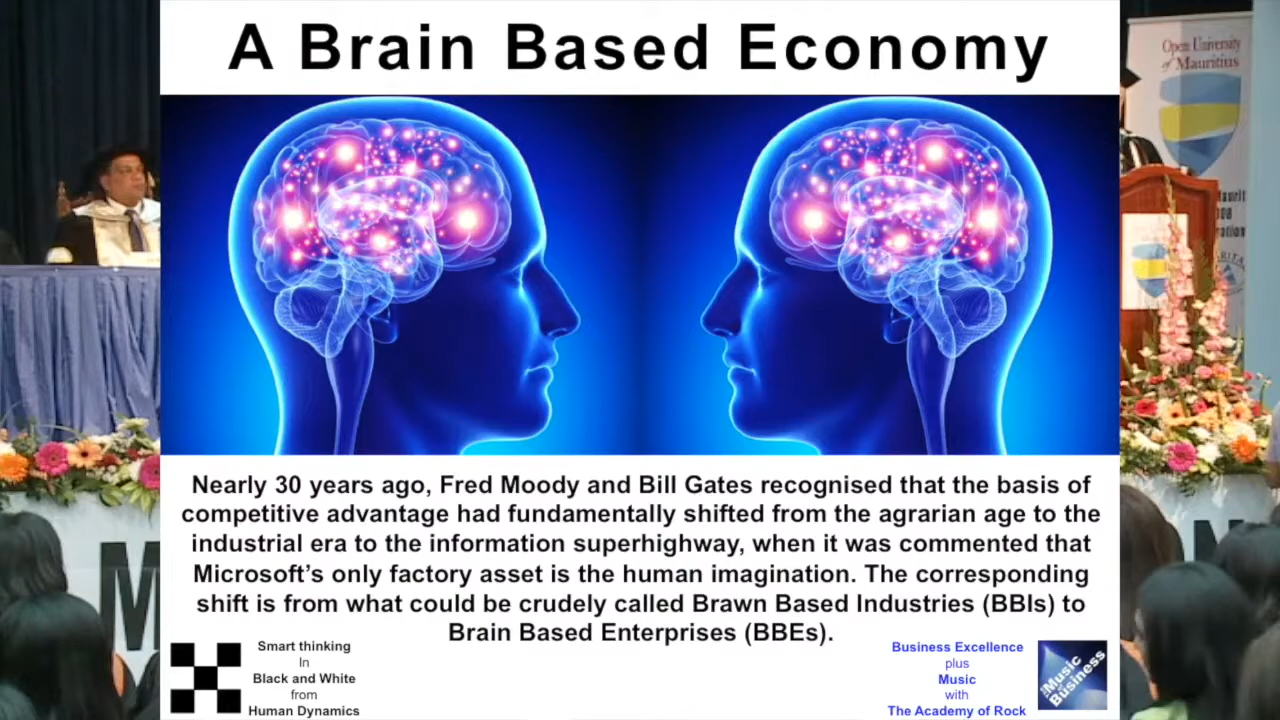 A Brain Based Economy
Open University
of Mauritius
Nearly 30 years ago, Fred Moody and Bill Gates recognised that the basis of
competitive advantage had fundamentally shifted from the agrarian age to the
industrial era to the information superhighway, when it was commented that
Microsoft's only factory asset is the human imagination. The corresponding
shift is from what could be crudely called Brawn Based Industries (BBIs) to
Brain Based Enterprises (BBEs).
Smart thinking
In
Black and White
from
Human Dynamics
Business Excellence
plus
Music
with
The Academy of Rock
Music
Business